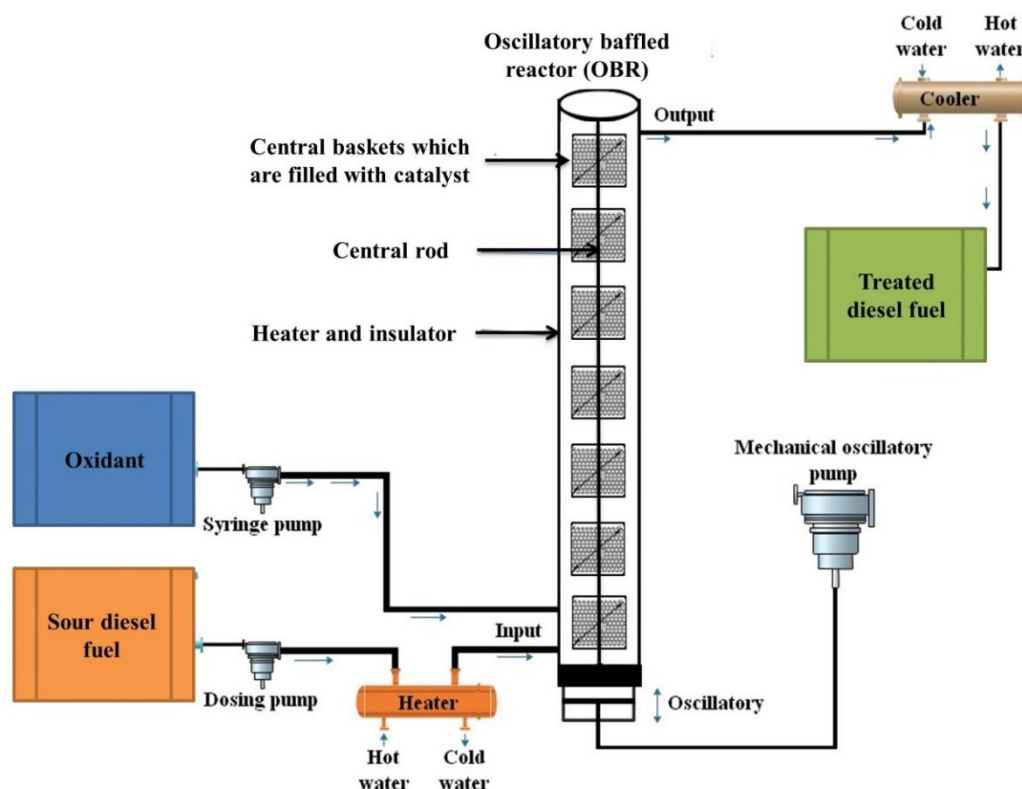 Oscillatory baffled
reactor (OBR)
Cold
water
Hot
water
Cooler
Output
Central baskets which
are filled with catalyst
Central rod
Heater and insulator
Treated
diesel fuel
Oxidant
Syringe pump
Mechanical oscillatory
pump
Sour diesel
fuel
Dosing pump
Input
Heater
Hot
water
Cold
water
Oscillatory